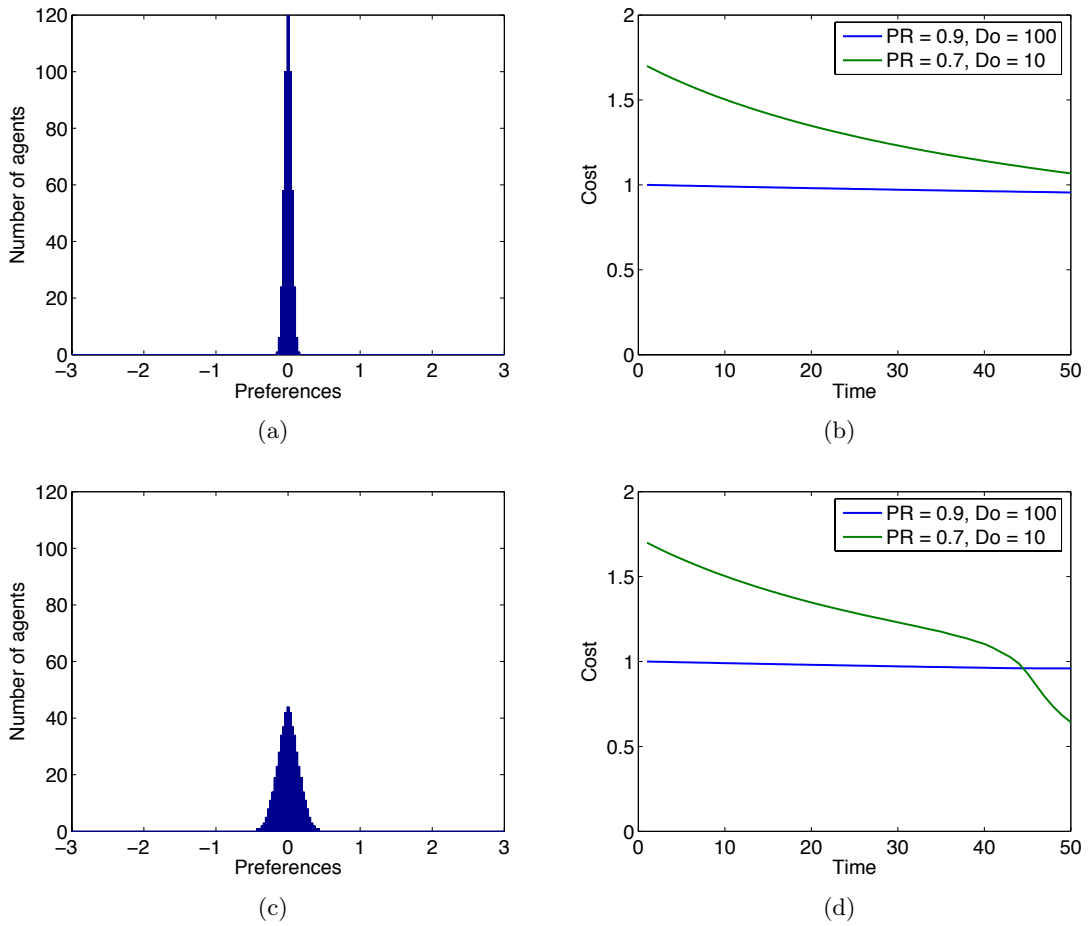 120
100
80
60
40
20
0
Number of agents
−3 −2 −1 0 1 2 3
Preferences
(a)
2
1.5
1
0.5
0
Cost
PR = 0.9, Do = 100
PR = 0.7, Do = 10
0 10 20 30 40 50
Time
(b)
120
100
80
60
40
20
0
Number of agents
−3 −2 −1 0 1 2 3
Preferences
(c)
2
1.5
1
0.5
0
Cost
PR = 0.9, Do = 100
PR = 0.7, Do = 10
0 10 20 30 40 50
Time
(d)